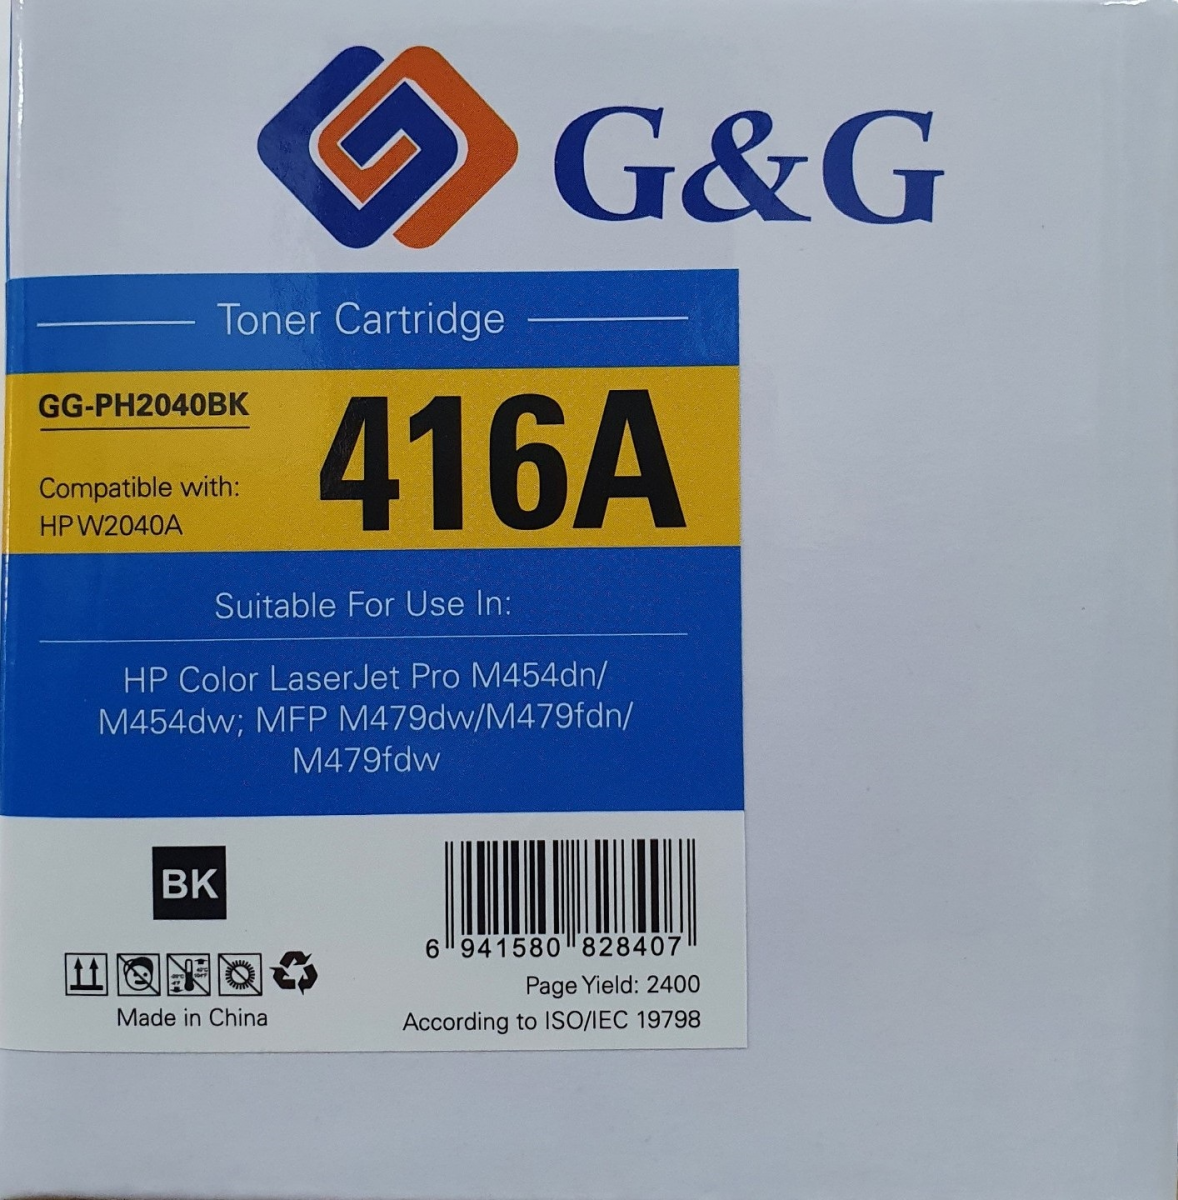 G&G
Toner Cartridge
GG-PH2040BK
416A
Compatible with:
HP W2040A
Suitable For Use In:
HP Color LaserJet Pro M454dn/
M454dw; MFP M479dw/M479fdn/
M479fdw
BK
6 941580 828407
Page Yield: 2400
Made in China
According to ISO/IEC 19798